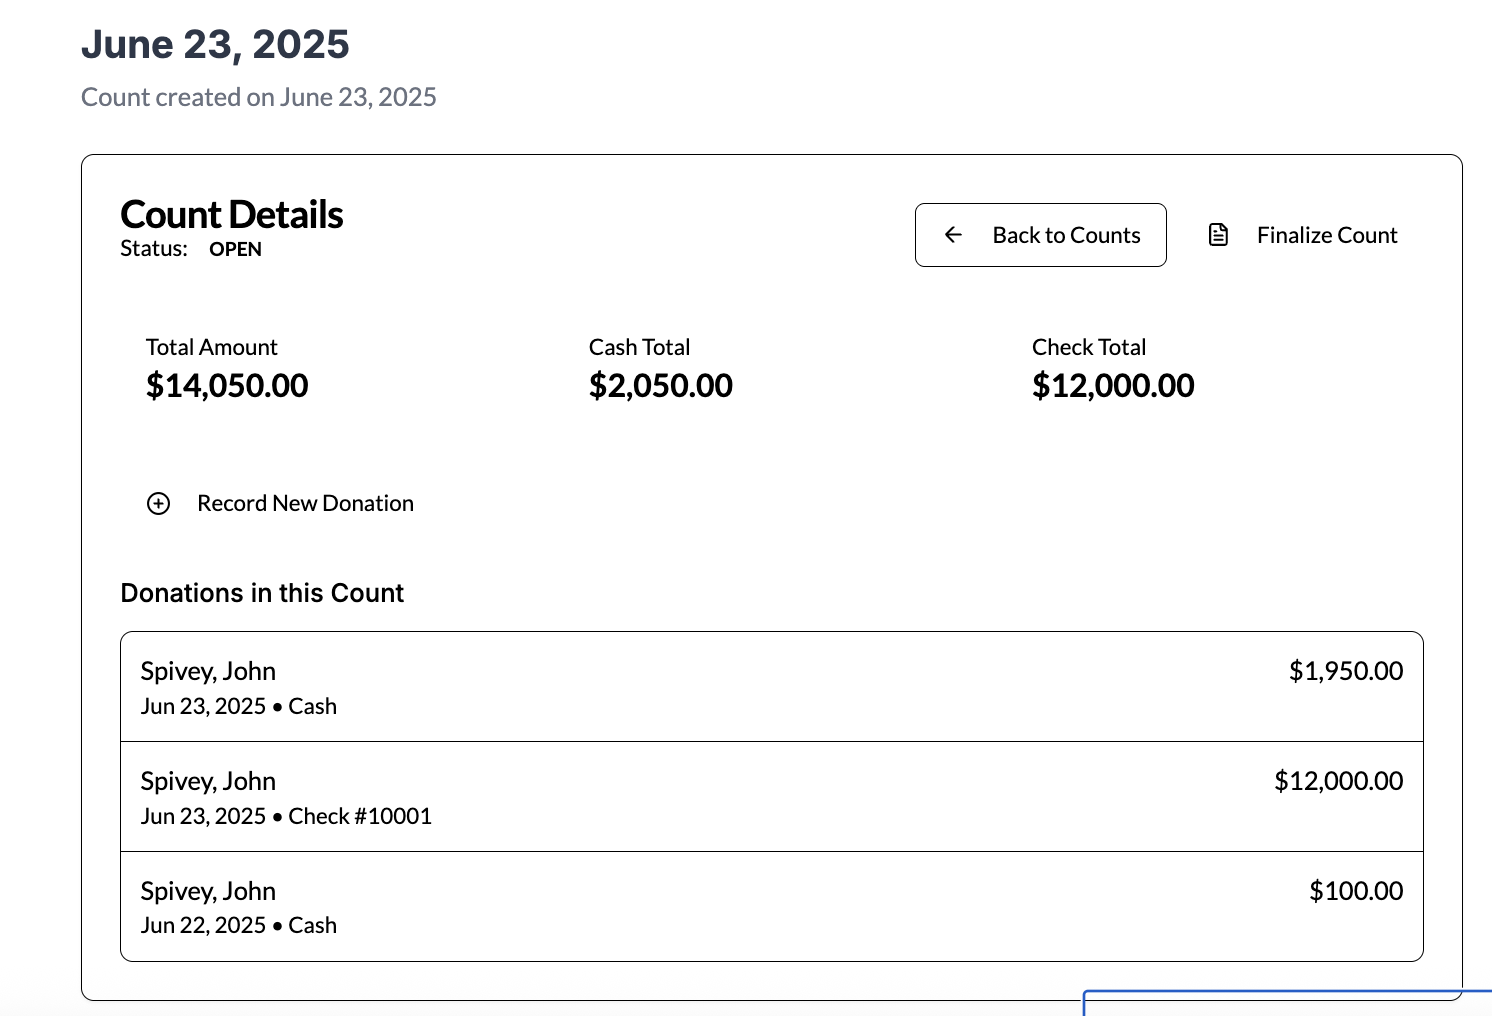 June 23, 2025
Count created on June 23, 2025
Count Details
Status: OPEN
Back to Counts
Finalize Count
Total Amount
$14,050.00
Cash Total
$2,050.00
Check Total
$12,000.00
Record New Donation
Donations in this Count
Spivey, John
$1,950.00
Jun 23, 2025 • Cash
Spivey, John
$12,000.00
Jun 23, 2025 • Check #10001
Spivey, John
$100.00
Jun 22, 2025 • Cash